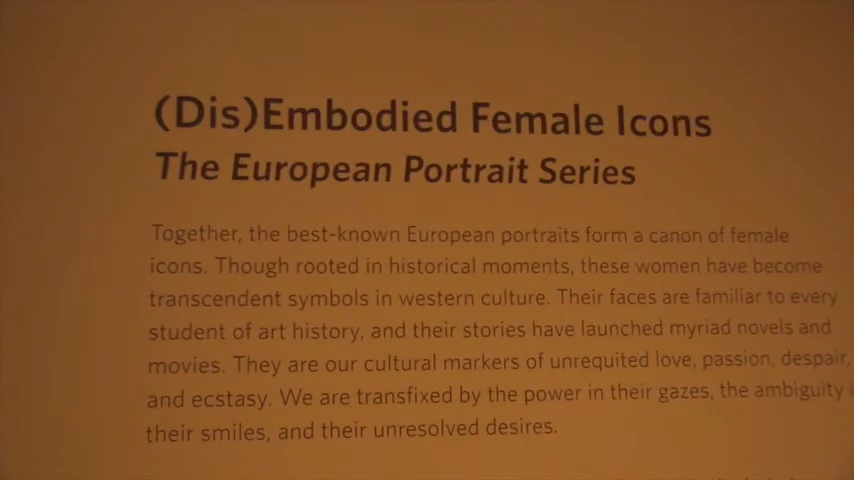 (Dis)Embodied Female Icons
The European Portrait Series
Together, the best-known European portraits form a canon of female
icons. Though rooted in historical moments, these women have become
transcendent symbols in western culture. Their faces are familiar to every
student of art history, and their stories have launched myriad novels and
movies. They are our cultural markers of unrequited love, passion, despair,
and ecstasy. We are transfixed by the power in their gazes, the ambiguity
their smiles, and their unresolved desires.